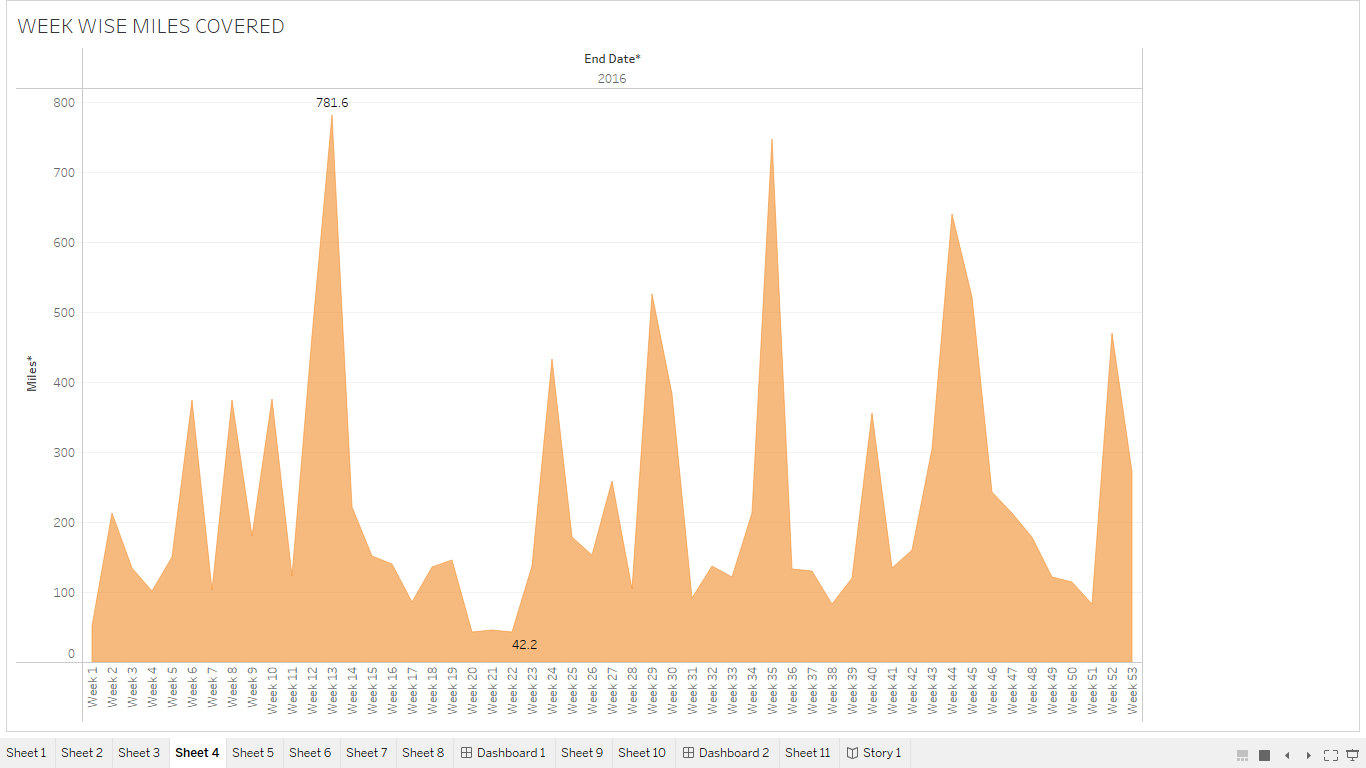 WEEK WISE MILES COVERED
End Date*
2016
800
781.6
700
600
500
400
Miles*
300
200
100
42.2
0
Week 1
Week 2
Week 3
Week 4
Week 5
Week 6
Week 7
Week 8
Week 9
Week 10
Week 11
Week 12
Week 13
Week 14
Week 15
Week 16
Week 17
Week 18
Week 19
Week 20
Week 21
Week 22
Week 23
Week 24
Week 25
Week 26
Week 27
Week 28
Week 29
Week 30
Week 31
Week 32
Week 33
Week 34
Week 35
Week 36
Week 37
Week 38
Week 39
Week 40
Week 41
Week 42
Week 43
Week 44
Week 45
Week 46
Week 47
Week 48
Week 49
Week 50
Week 51
Week 52
Week 53
Sheet 1 Sheet 2 Sheet 3 Sheet 4 Sheet 5 Sheet 6 Sheet 7 Sheet 8 Dashboard 1 Sheet 9 Sheet 10 Dashboard 2 Sheet 11 Story 1